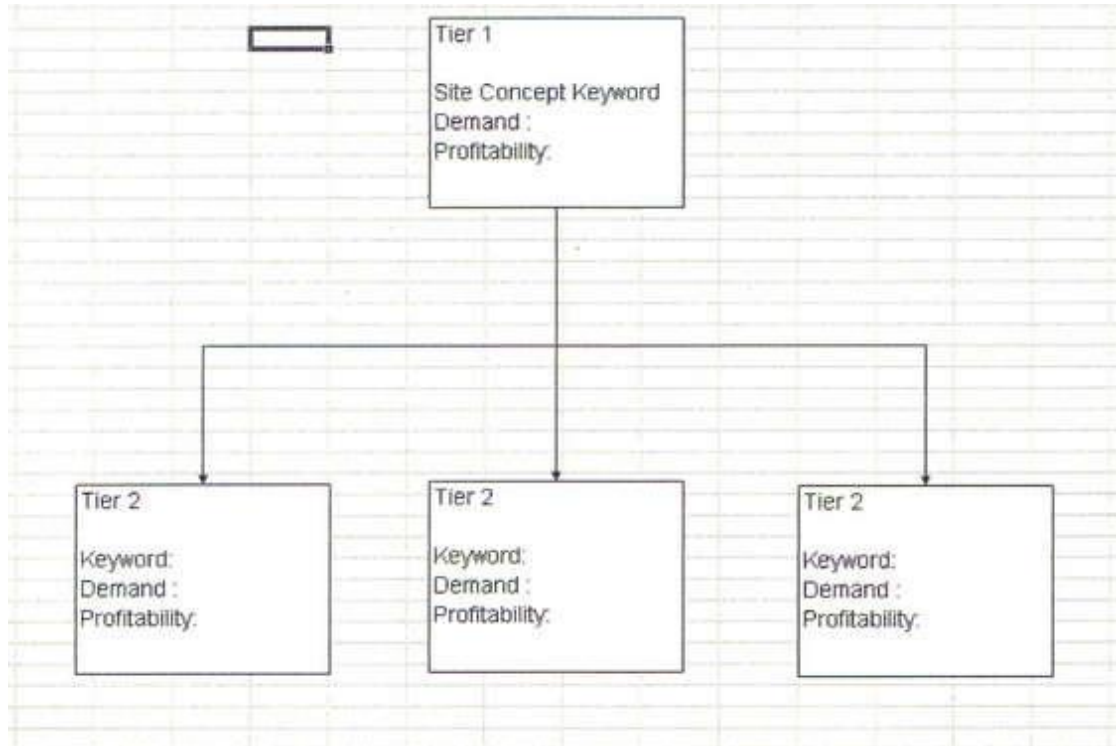 Tier 1
Site Concept Keyword
Demand :
Profitability:
Tier 2
Keyword:
Demand :
Profitability:
Tier 2
Keyword:
Demand :
Profitability:
Tier 2
Keyword:
Demand :
Profitability: